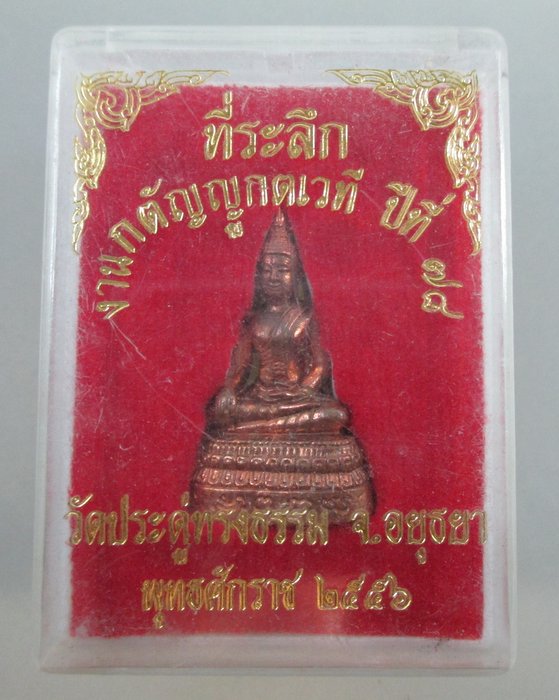 ที่ระลึก
งานกตัญญูกตเวที ปีที่
วัดประดู่ทรงธรรม จ.อยุธยา
พุทธศักราช ๒๕๕๖